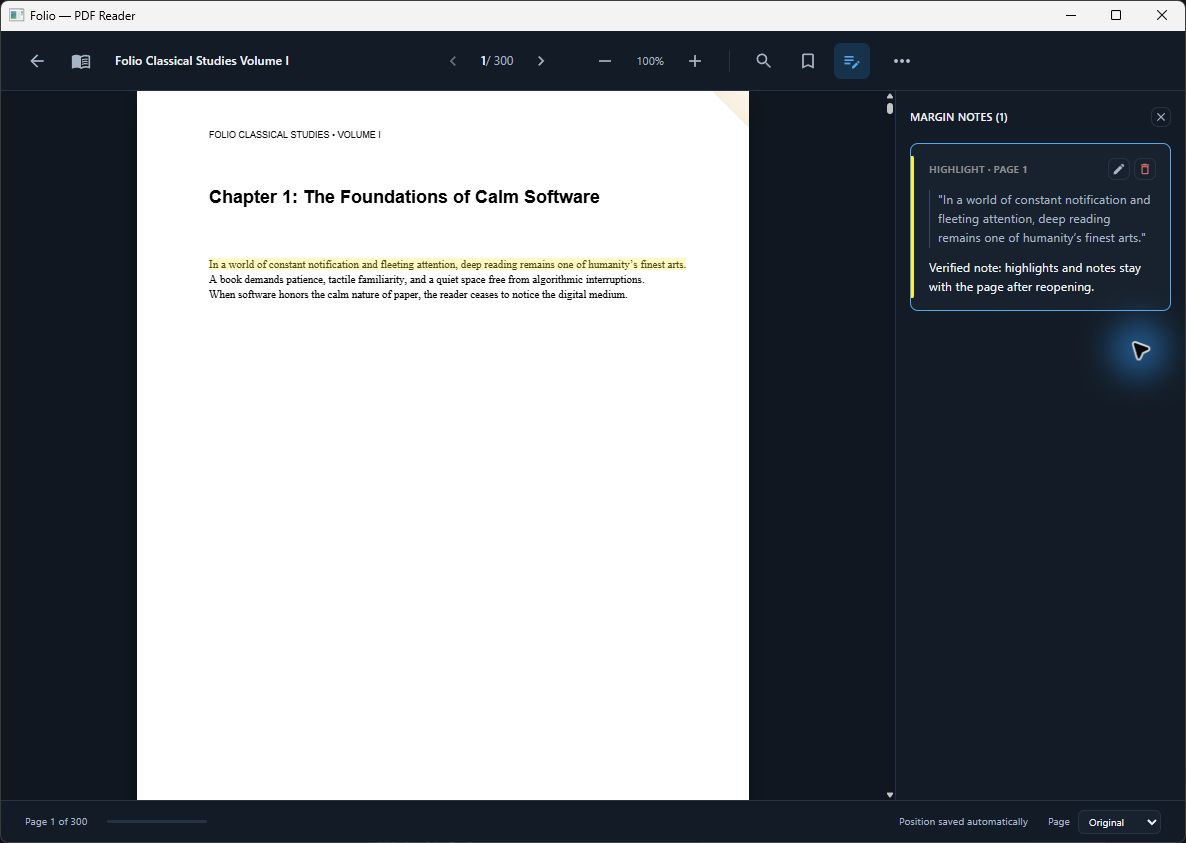 Folio — PDF Reader
Folio Classical Studies Volume I
1/ 300
100%
FOLIO CLASSICAL STUDIES • VOLUME I
Chapter 1: The Foundations of Calm Software
In a world of constant notification and fleeting attention, deep reading remains one of humanity’s finest arts.
A book demands patience, tactile familiarity, and a quiet space free from algorithmic interruptions.
When software honors the calm nature of paper, the reader ceases to notice the digital medium.
MARGIN NOTES (1)
HIGHLIGHT · PAGE 1
"In a world of constant notification and
fleeting attention, deep reading
remains one of humanity’s finest arts."
Verified note: highlights and notes stay
with the page after reopening.
Page 1 of 300
Position saved automatically
Page
Original